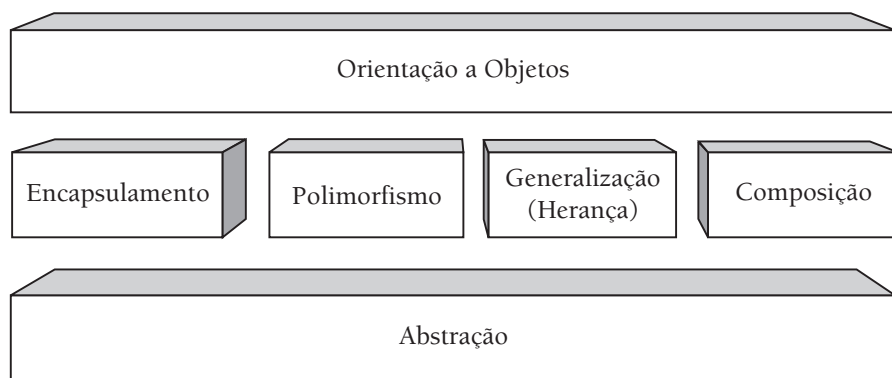 Orientação a Objetos
Encapsulamento
Polimorfismo
Generalização
(Herança)
Composição
Abstração